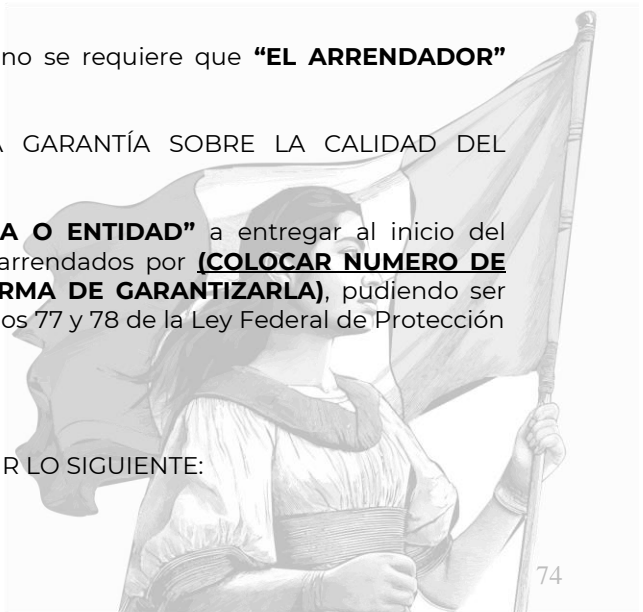 no se requiere que “EL ARRENDADOR”
GARANTÍA SOBRE LA CALIDAD DEL
A O ENTIDAD” a entregar al inicio del
arrendados por (COLOCAR NUMERO DE
RMA DE GARANTIZARLA), pudiendo ser
os 77 y 78 de la Ley Federal de Protección
R LO SIGUIENTE:
74